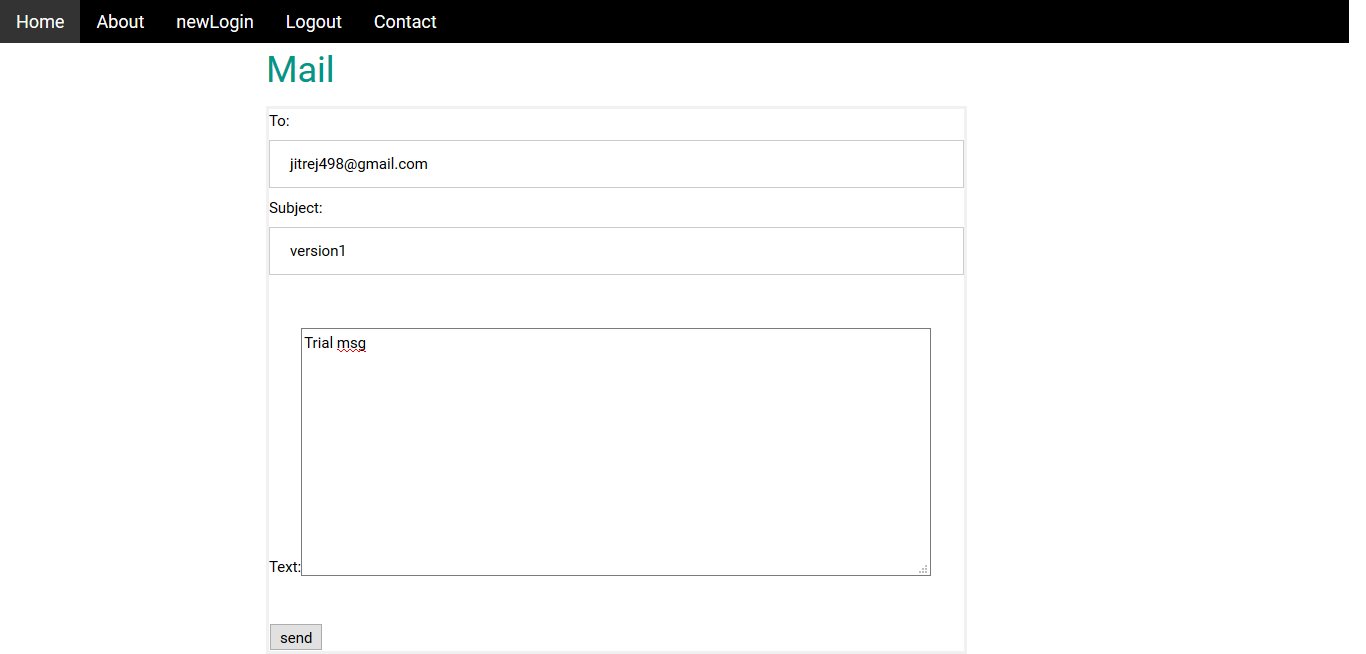 Home About newLogin Logout Contact
Mail
To:
jitrej498@gmail.com
Subject:
version1
Trial msg
Text:
send